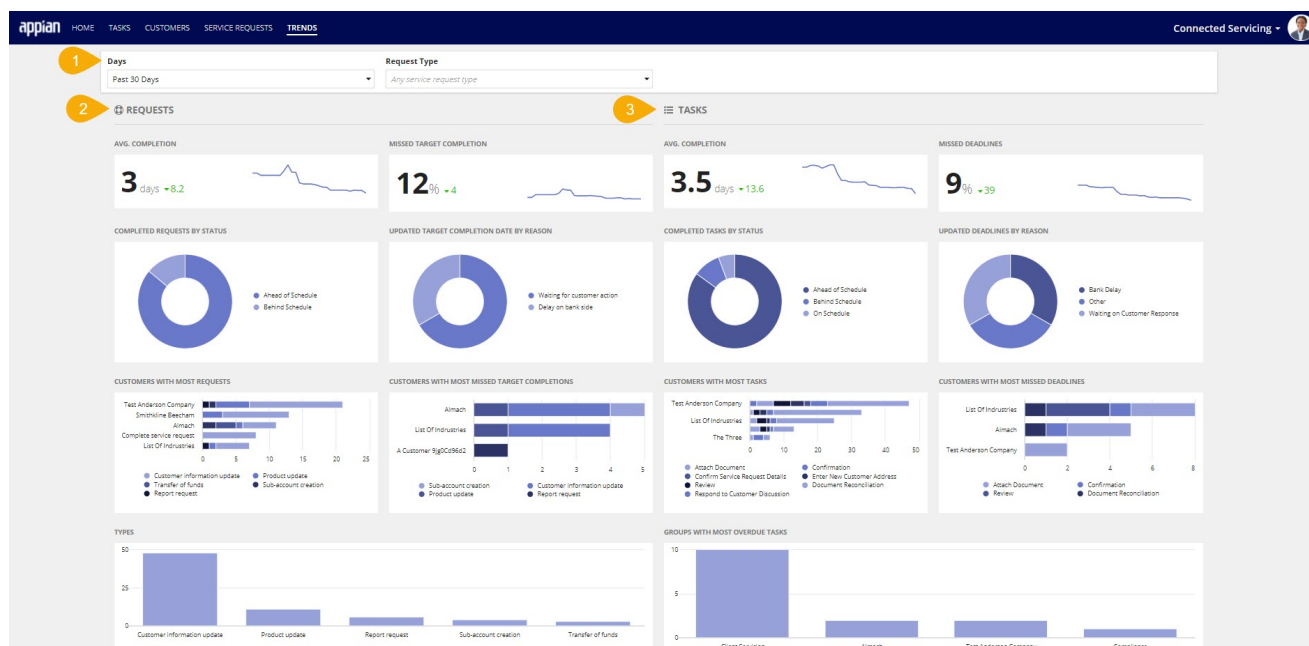 appian HOME TASKS CUSTOMERS SERVICE REQUESTS TRENDS Connected Servicing
1 Days Request Type
Past 30 Days Any service request type
2 REQUESTS
3 TASKS
AVG. COMPLETION MISSED TARGET COMPLETION AVG. COMPLETION MISSED DEADLINES
3 days 8.2
12% 4
3.5 days 13.6
9% 39
COMPLETED REQUESTS BY STATUS
Ahead of Schedule
Behind Schedule
UPDATED TARGET COMPLETION DATE BY REASON
Waiting for customer action
Delay on bank side
COMPLETED TASKS BY STATUS
Ahead of Schedule
Behind Schedule
On Schedule
UPDATED DEADLINES BY REASON
Bank Delay
Other
Waiting on Customer Response
CUSTOMERS WITH MOST REQUESTS
Test Anderson Company
Smithkline Beecham
Almach
Complete service request
List Of Indrustries
0 5 10 15 20 25
Customer information update Product update
Transfer of funds Sub-account creation
Report request
CUSTOMERS WITH MOST MISSED TARGET COMPLETIONS
Almach
List Of Indrustries
A Customer 9jg0Cd96d2
0 1 2 3 4 5
Sub-account creation Customer information update
Product update Report request
CUSTOMERS WITH MOST TASKS
Test Anderson Company
List Of Indrustries
The Three
0 10 20 30 40 50
Attach Document Confirmation
Confirm Service Request Details Enter New Customer Address
Review Document Reconciliation
Respond to Customer Discussion
CUSTOMERS WITH MOST MISSED DEADLINES
List Of Indrustries
Almach
Test Anderson Company
0 2 4 6 8
Attach Document Confirmation
Review Document Reconciliation
TYPES
50
25
0
Customer information update Product update Report request Sub-account creation Transfer of funds
GROUPS WITH MOST OVERDUE TASKS
10
5
0